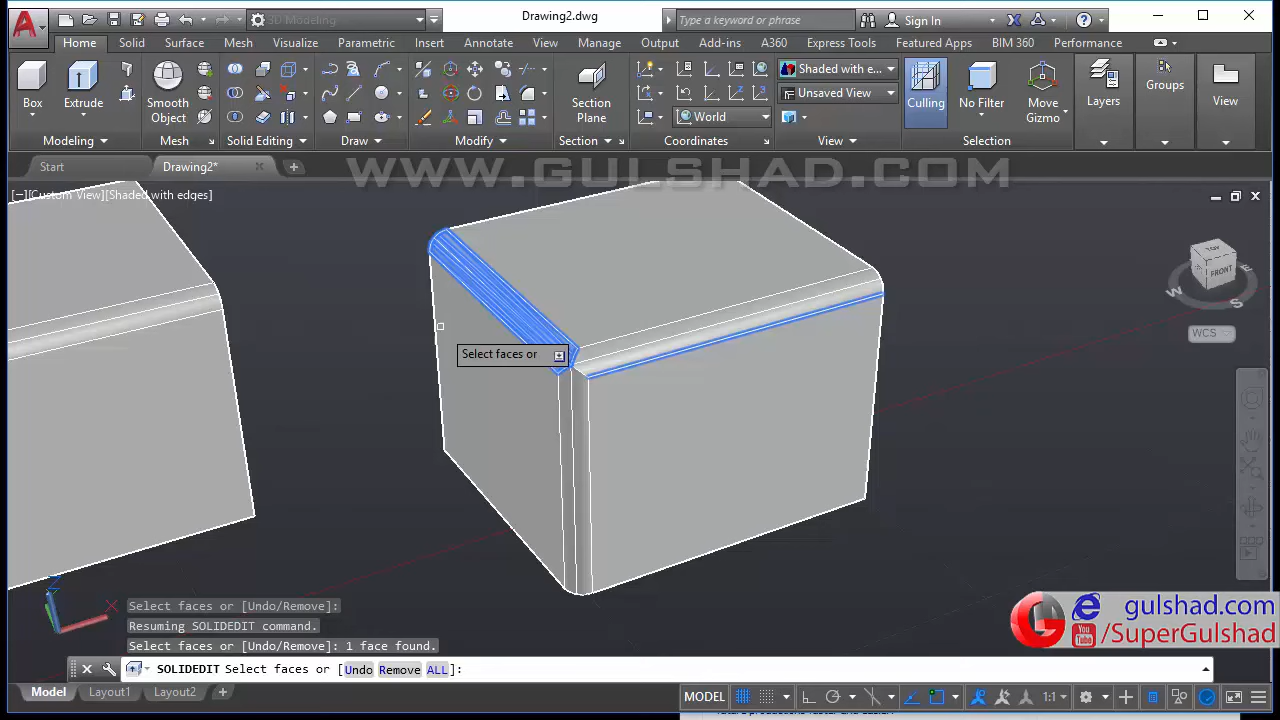 3D Modeling
Drawing2.dwg
Type a keyword or phrase
Sign In
Home Solid Surface Mesh Visualize Parametric Insert Annotate View Manage Output Add-ins A360 Express Tools Featured Apps BIM 360 Performance
Shaded with e...
Unsaved View
World
Box
Extrude
Smooth
Object
Section
Plane
Culling
No Filter
Move
Gizmo
Layers
Groups
View
Modeling
Mesh
Solid Editing
Draw
Modify
Section
Coordinates
View
Selection
Start
Drawing2*
WWW.GULSHAD.COM
[−][Custom View][Shaded with edges]
TOP
FRONT
W
S
E
WCS
Select faces or
Z
X
Select faces or [Undo/Remove]:
Resuming SOLIDEDIT command.
Select faces or [Undo/Remove]: 1 face found.
SOLIDEDIT Select faces or [Undo Remove ALL]:
gulshad.com
You
Tube
/SuperGulshad
Model Layout1 Layout2
MODEL
1:1